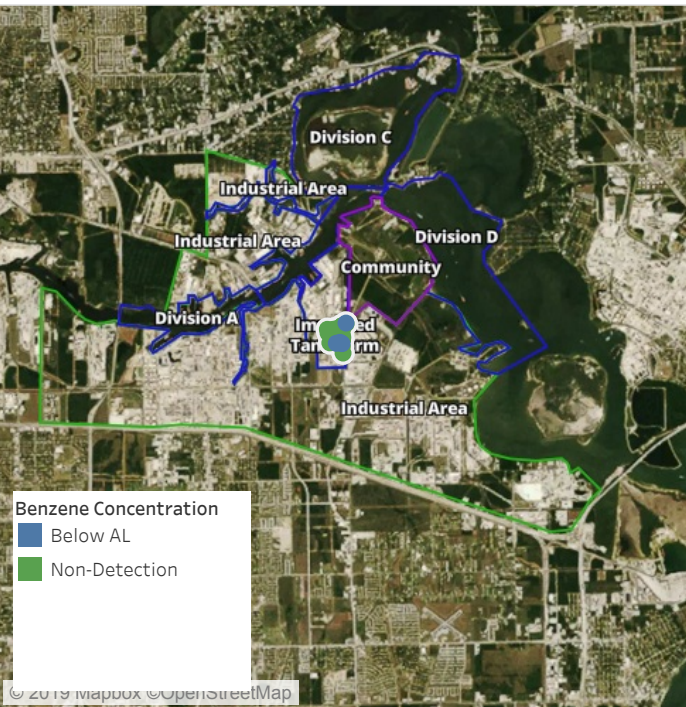 Division C
Industrial Area
Industrial Area
Division D
Community
Division A
Industrial Area
Benzene Concentration
Below AL
Non-Detection
© 2019 Mapbox ©OpenStreetMap